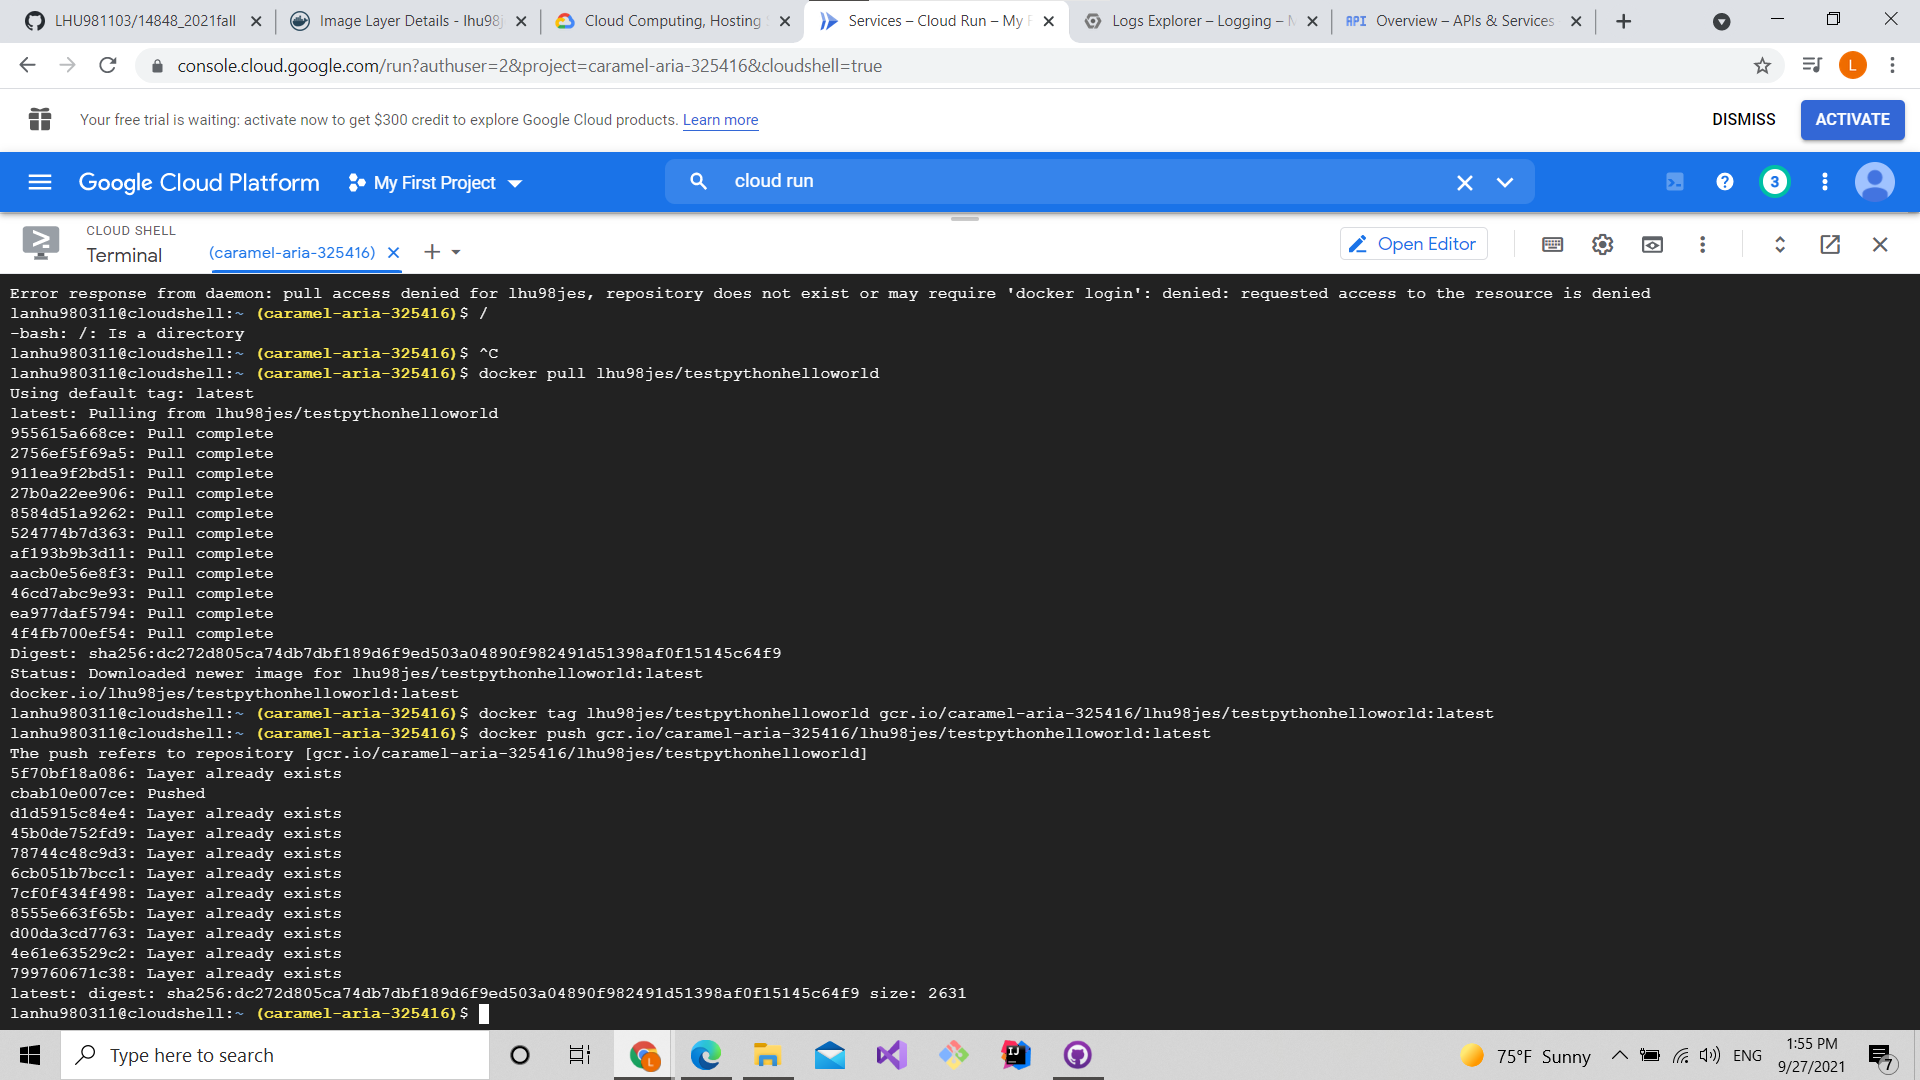 LHU981103/14848_2021fall
Image Layer Details - lhu98j
Cloud Computing, Hosting
Services – Cloud Run – My
Logs Explorer – Logging –
API Overview – APIs & Services
console.cloud.google.com/run?authuser=2&project=caramel-aria-325416&cloudshell=true
L
Your free trial is waiting: activate now to get $300 credit to explore Google Cloud products. Learn more
DISMISS
ACTIVATE
Google Cloud Platform
My First Project
cloud run
3
CLOUD SHELL
Terminal
(caramel-aria-325416)
Open Editor
Error response from daemon: pull access denied for lhu98jes, repository does not exist or may require 'docker login': denied: requested access to the resource is denied
lanhu980311@cloudshell:~ (caramel-aria-325416)$ /
-bash: /: Is a directory
lanhu980311@cloudshell:~ (caramel-aria-325416)$ ^C
lanhu980311@cloudshell:~ (caramel-aria-325416)$ docker pull lhu98jes/testpythonhelloworld
Using default tag: latest
latest: Pulling from lhu98jes/testpythonhelloworld
955615a668ce: Pull complete
2756ef5f69a5: Pull complete
911ea9f2bd51: Pull complete
27b0a22ee906: Pull complete
8584d51a9262: Pull complete
524774b7d363: Pull complete
af193b9b3d11: Pull complete
aacb0e56e8f3: Pull complete
46cd7abc9e93: Pull complete
ea977daf5794: Pull complete
4f4fb700ef54: Pull complete
Digest: sha256:dc272d805ca74db7dbf189d6f9ed503a04890f982491d51398af0f15145c64f9
Status: Downloaded newer image for lhu98jes/testpythonhelloworld:latest
docker.io/lhu98jes/testpythonhelloworld:latest
lanhu980311@cloudshell:~ (caramel-aria-325416)$ docker tag lhu98jes/testpythonhelloworld gcr.io/caramel-aria-325416/lhu98jes/testpythonhelloworld:latest
lanhu980311@cloudshell:~ (caramel-aria-325416)$ docker push gcr.io/caramel-aria-325416/lhu98jes/testpythonhelloworld:latest
The push refers to repository [gcr.io/caramel-aria-325416/lhu98jes/testpythonhelloworld]
5f70bf18a086: Layer already exists
cbab10e007ce: Pushed
d1d5915c84e4: Layer already exists
45b0de752fd9: Layer already exists
78744c48c9d3: Layer already exists
6cb051b7bcc1: Layer already exists
7cf0f434f498: Layer already exists
8555e663f65b: Layer already exists
d00da3cd7763: Layer already exists
4e61e63529c2: Layer already exists
799760671c38: Layer already exists
latest: digest: sha256:dc272d805ca74db7dbf189d6f9ed503a04890f982491d51398af0f15145c64f9 size: 2631
lanhu980311@cloudshell:~ (caramel-aria-325416)$
Type here to search
75°F Sunny
ENG
1:55 PM
9/27/2021
7